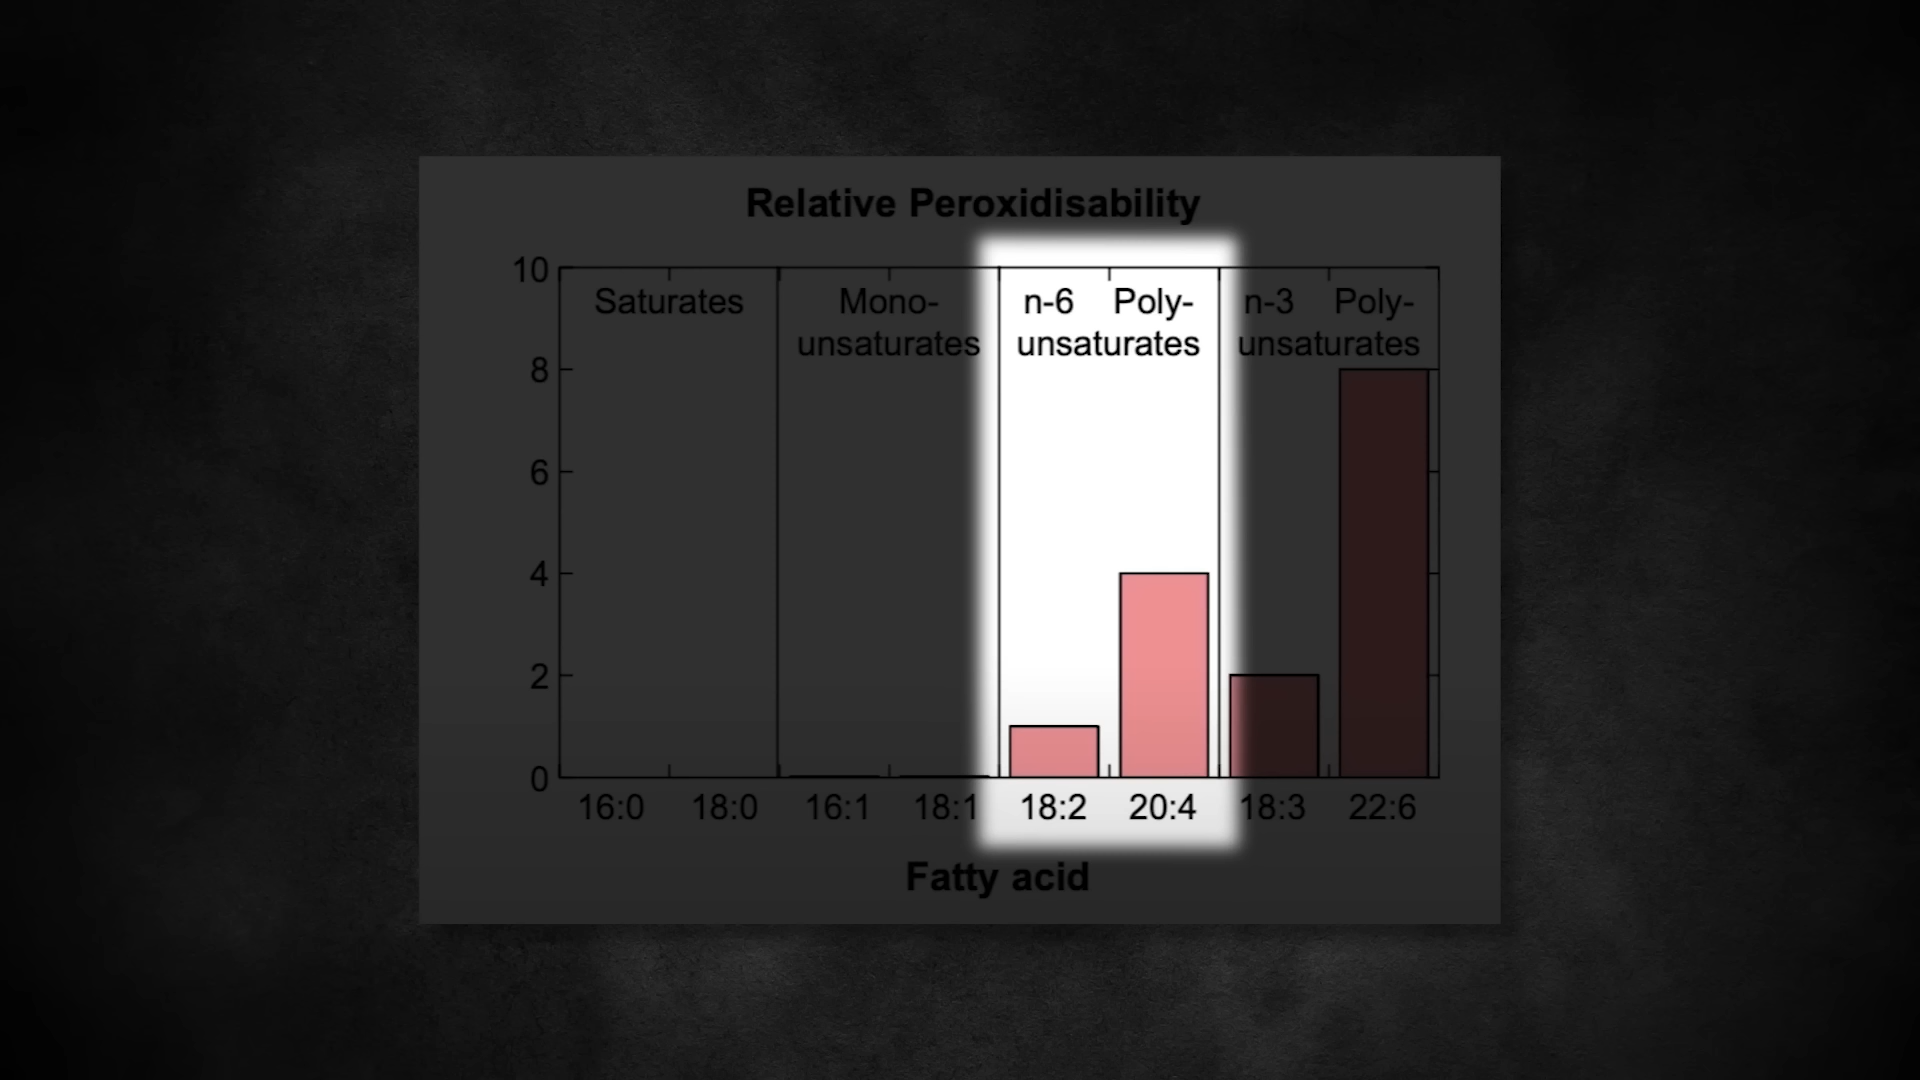 Relative Peroxidisability
10
Saturates
Mono-
unsaturates
n-6 Poly-
unsaturates
n-3 Poly-
unsaturates
8
6
4
2
0
16:0 18:0 16:1 18:1 18:2 20:4 18:3 22:6
Fatty acid